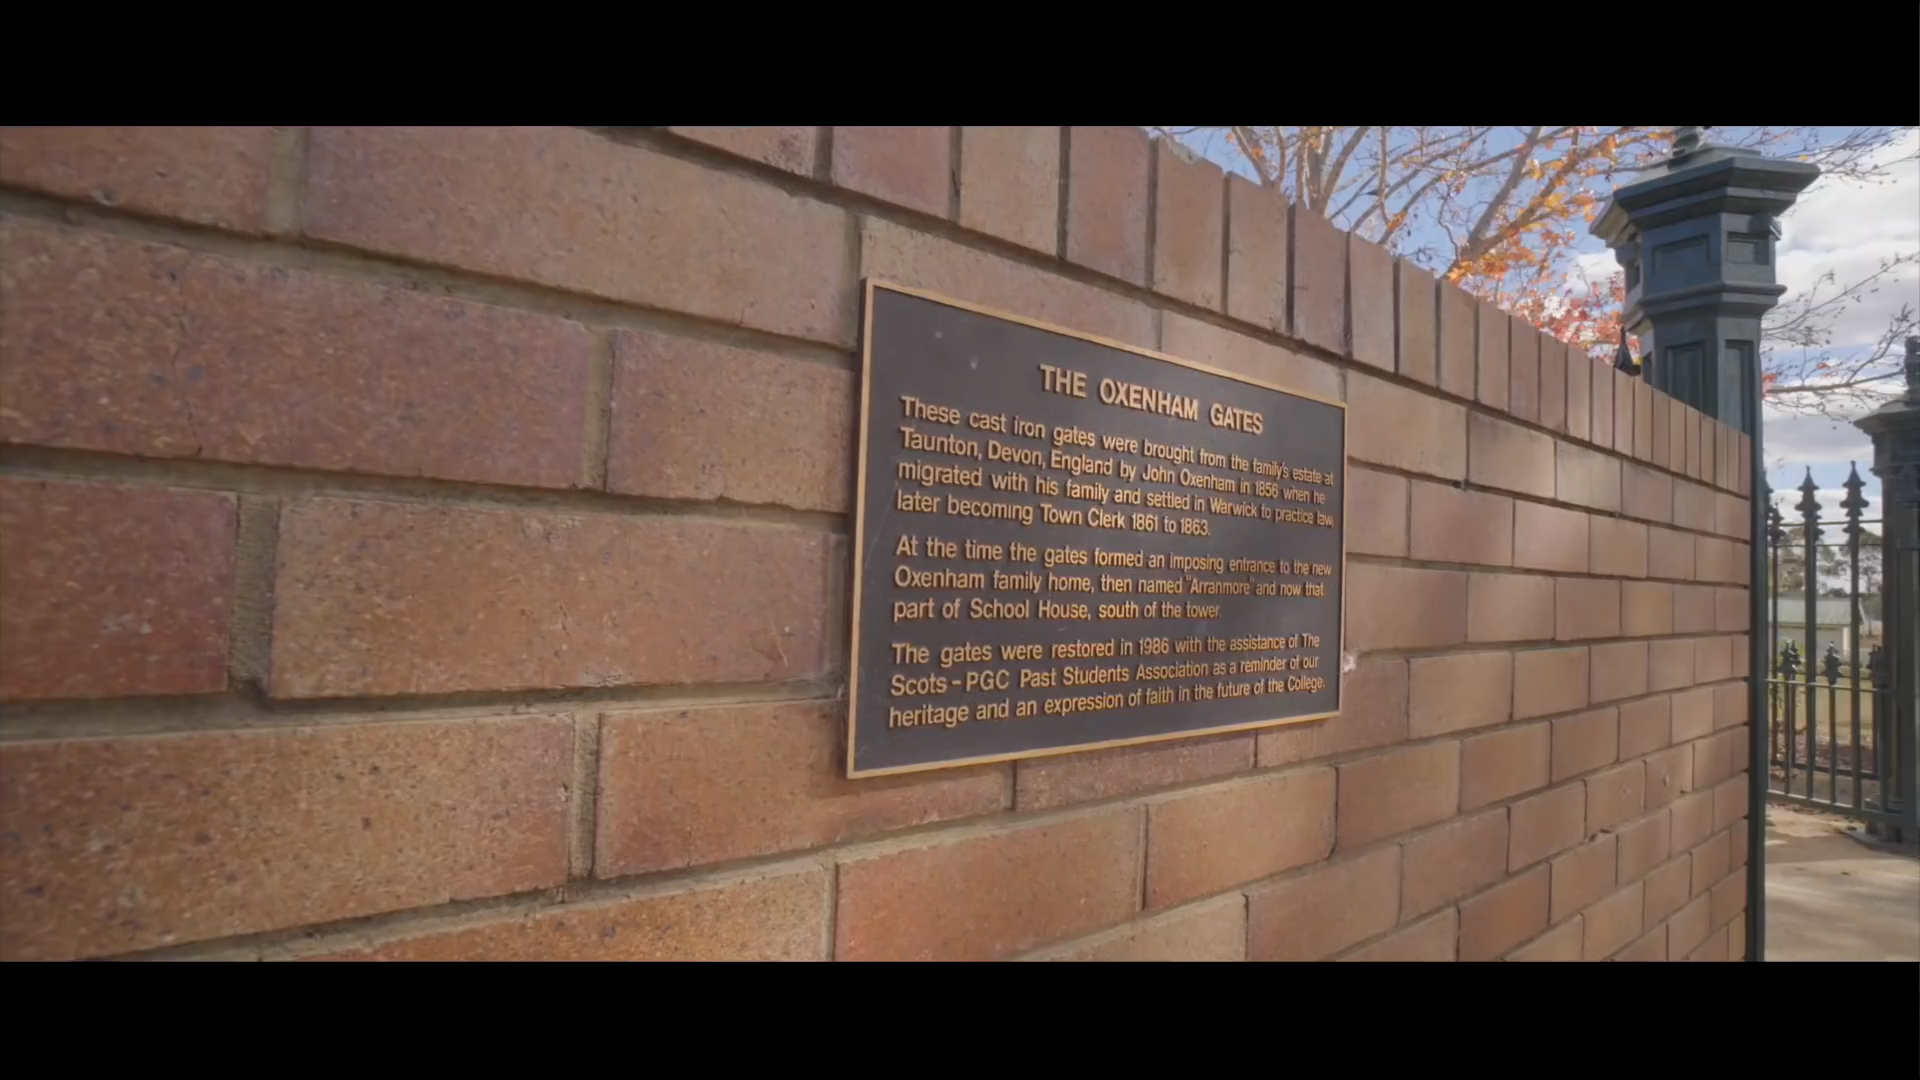 THE OXENHAM GATES
These cast iron gates were brought from the family's estate at
Taunton, Devon, England by John Oxenham in 1856 when he
migrated with his family and settled in Warwick to practice law,
later becoming Town Clerk 1861 to 1863.
At the time the gates formed an imposing entrance to the new
Oxenham family home, then named "Arranmore" and now that
part of School House, south of the tower.
The gates were restored in 1986 with the assistance of The
Scots-PGC Past Students Association as a reminder of our
heritage and an expression of faith in the future of the College.